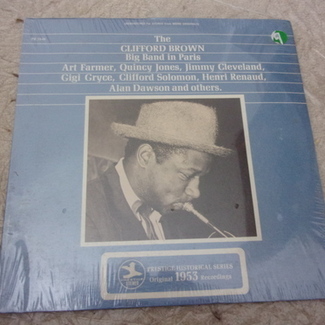 The
CLIFFORD BROWN
Big Band in Paris
Art Farmer, Quincy Jones, Jimmy Cleveland,
Gigi Gryce, Clifford Solomon, Henri Renaud,
Alan Dawson and others.
PRESTIGE HISTORICAL SERIES
Original 1953 Recordings